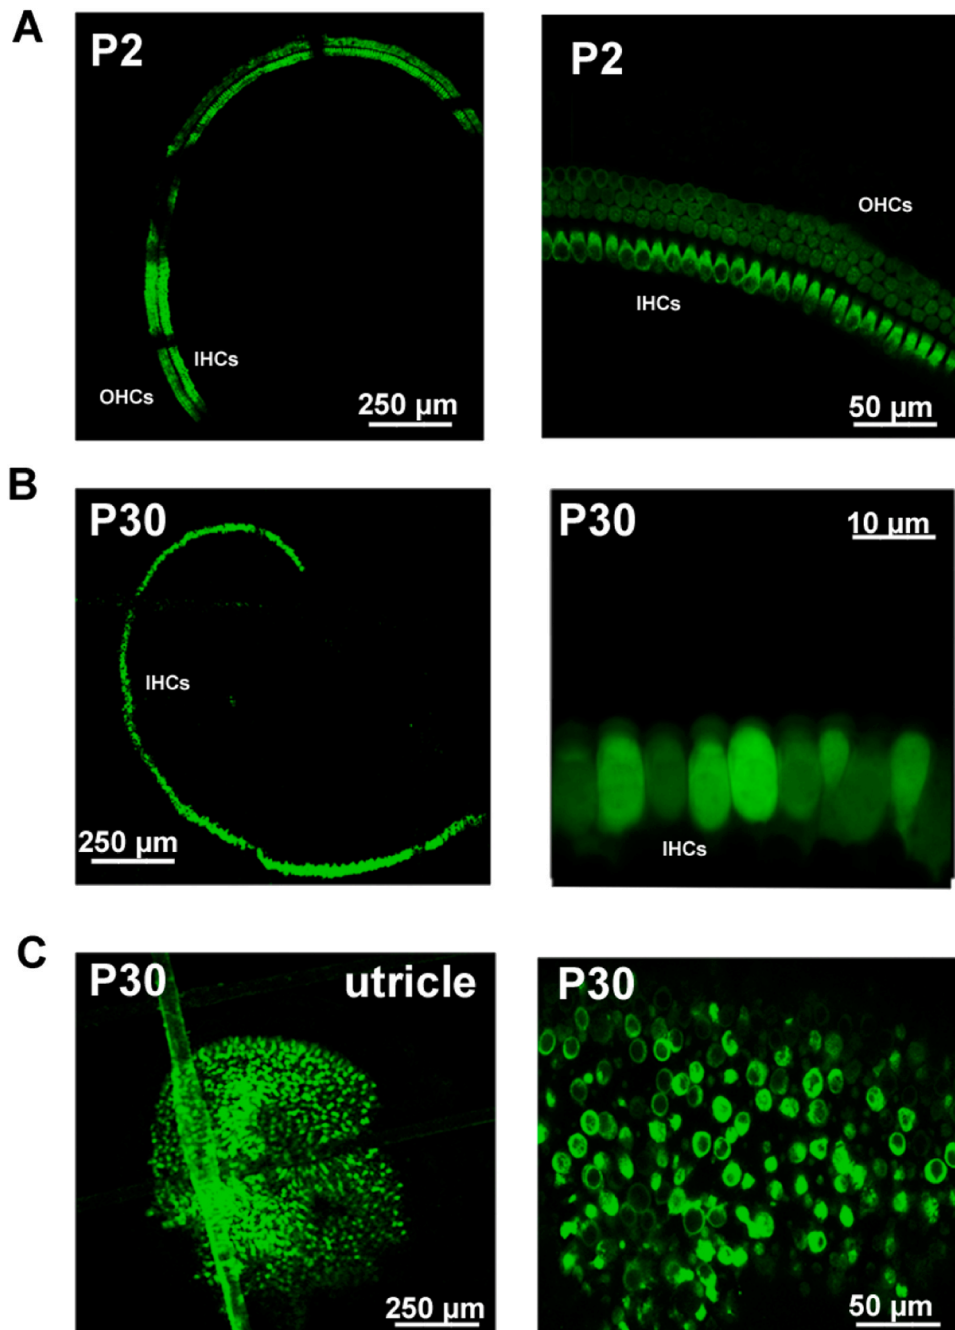 A
P2
IHCs
OHCs
250 µm
P2
OHCs
IHCs
50 µm
B
P30
IHCs
250 µm
P30
10 µm
IHCs
C
P30 utricle
250 µm
P30
50 µm